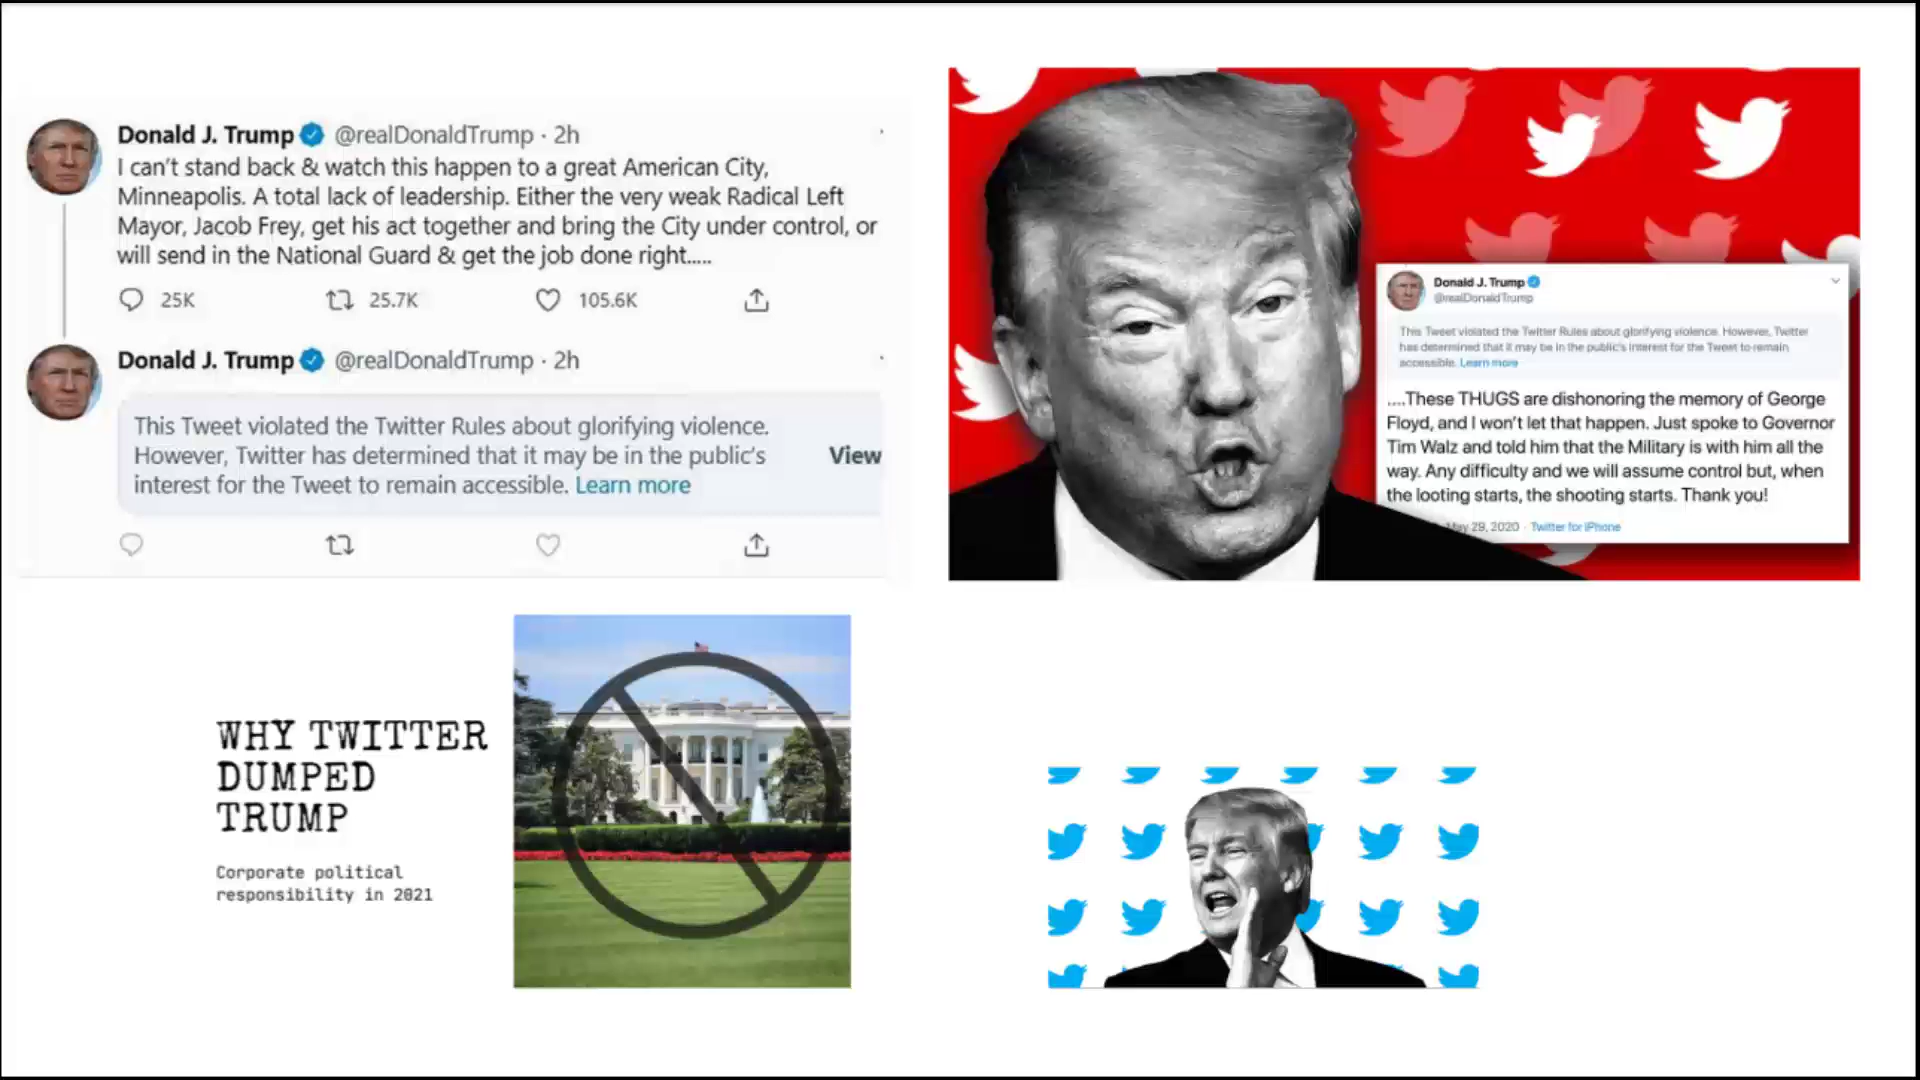 Donald J. Trump @realDonaldTrump · 2h
I can't stand back & watch this happen to a great American City,
Minneapolis. A total lack of leadership. Either the very weak Radical Left
Mayor, Jacob Frey, get his act together and bring the City under control, or
will send in the National Guard & get the job done right.....
25K 25.7K 105.6K
Donald J. Trump @realDonaldTrump · 2h
This Tweet violated the Twitter Rules about glorifying violence.
However, Twitter has determined that it may be in the public's
interest for the Tweet to remain accessible. Learn more
View
Donald J. Trump
@realDonaldTrump
This Tweet violated the Twitter Rules about glorifying violence. However, Twitter
has determined that it may be in the public's interest for the Tweet to remain
accessible. Learn more
....These THUGS are dishonoring the memory of George
Floyd, and I won't let that happen. Just spoke to Governor
Tim Walz and told him that the Military is with him all the
way. Any difficulty and we will assume control but, when
the looting starts, the shooting starts. Thank you!
May 29, 2020 · Twitter for iPhone
WHY TWITTER
DUMPED
TRUMP
Corporate political
responsibility in 2021